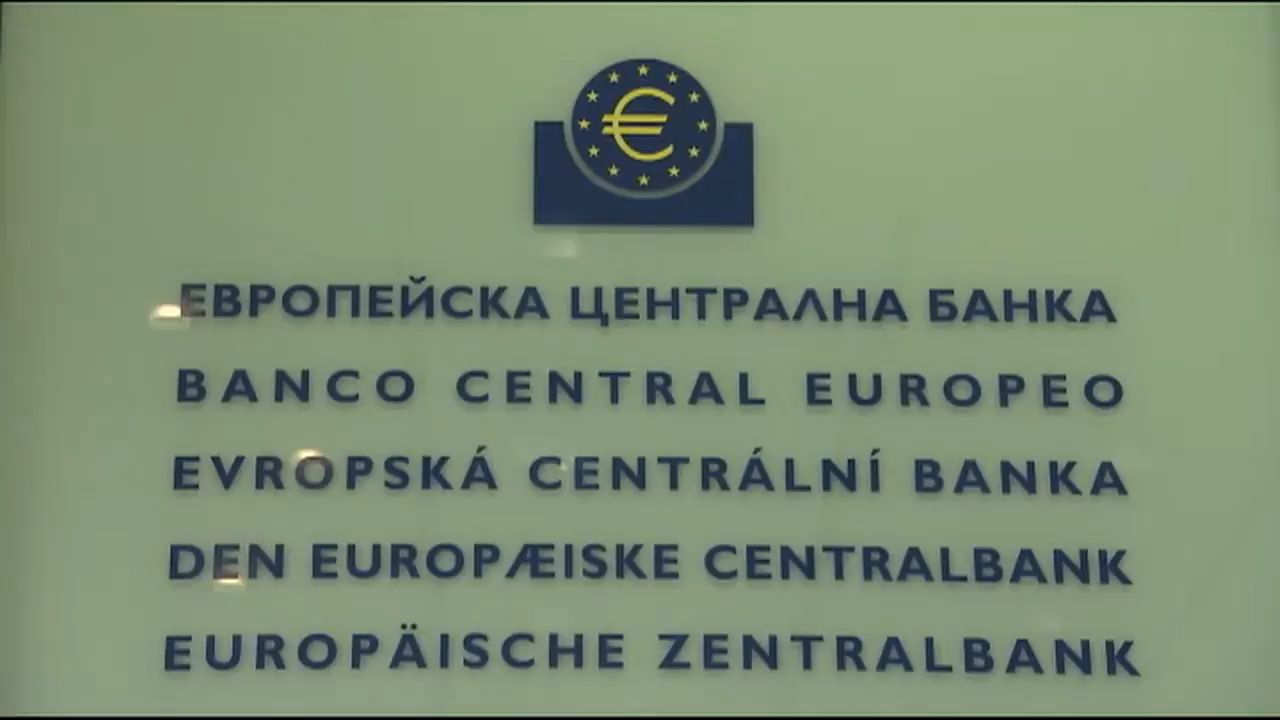 €
ЕВРОПЕЙСКА ЦЕНТРАЛНА БАНКА
BANCO CENTRAL EUROPEO
EVROPSKÁ CENTRÁLNÍ BANKA
DEN EUROPÆISKE CENTRALBANK
EUROPÄISCHE ZENTRALBANK